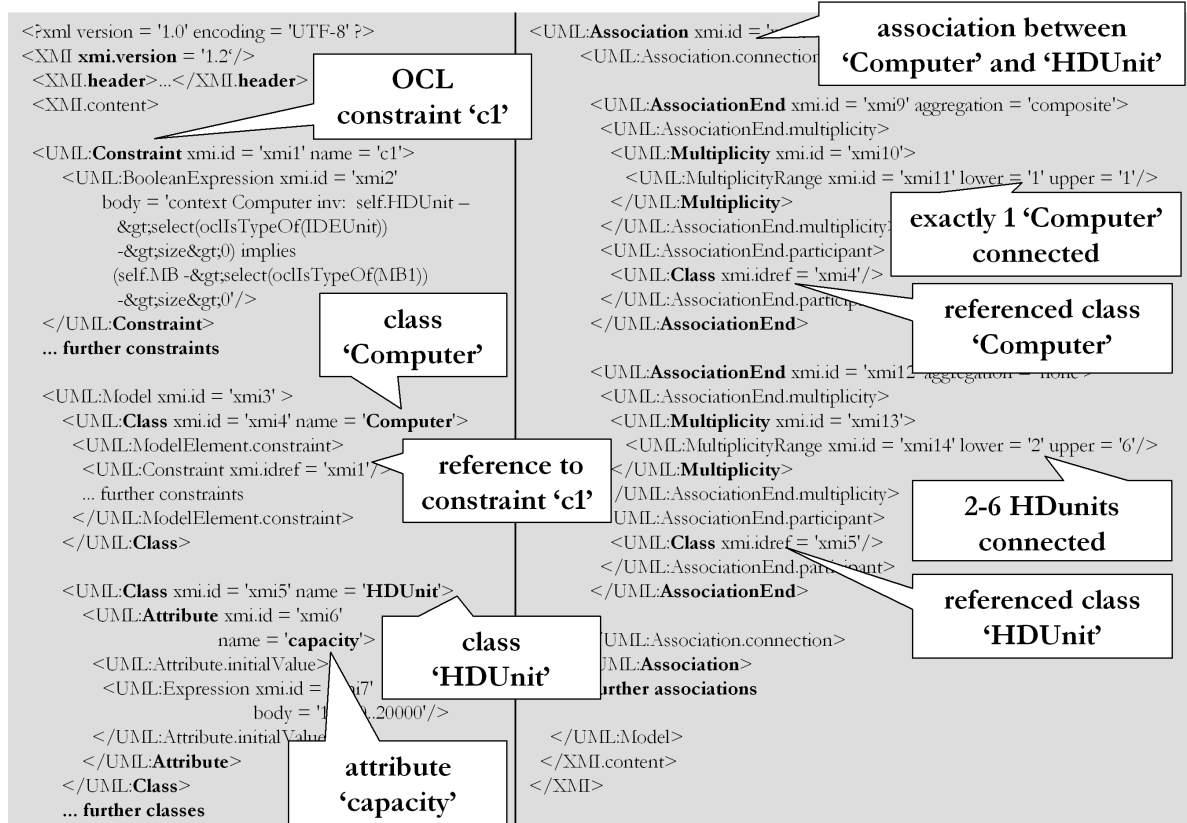 <?xml version = '1.0' encoding = 'UTF-8' ?>
<XMI xmi.version = '1.2'/>
<XMI.header>...</XMI.header>
<XMI.content>
OCL
constraint ‘c1’
<UML:Constraint xmi.id = 'xmi1' name = 'c1'>
<UML:BooleanExpression xmi.id = 'xmi2'
body = 'context Computer inv: self.HDUnit –
&gt;select(oclIsTypeOf(IDEUnit))
-&gt;size&gt;0) implies
(self.MB -&gt;select(oclIsTypeOf(MB1))
-&gt;size&gt;0'/>
</UML:Constraint>
... further constraints
class
‘Computer’
<UML:Model xmi.id = 'xmi3' >
<UML:Class xmi.id = 'xmi4' name = 'Computer'>
<UML:ModelElement.constraint>
<UML:Constraint xmi.idref = 'xmi1'/
... further constraints
</UML:ModelElement.constraint>
</UML:Class>
reference to
constraint ‘c1’
<UML:Class xmi.id = 'xmi5' name = 'HDUnit'>
<UML:Attribute xmi.id = 'xmi6'
name = 'capacity'>
<UML:Attribute.initialValue>
<UML:Expression xmi.id =
body = ..20000'/>
</UML:Attribute.initialValue
</UML:Attribute>
</UML:Class>
... further classes
class
‘HDUnit’
attribute
‘capacity’
<UML:Association xmi.id =
<UML:Association.connection
association between
‘Computer’ and ‘HDUnit’
<UML:AssociationEnd xmi.id = 'xmi9' aggregation = 'composite'>
<UML:AssociationEnd.multiplicity>
<UML:Multiplicity xmi.id = 'xmi10'>
<UML:MultiplicityRange xmi.id = 'xmi11' lower = '1' upper = '1'/>
</UML:Multiplicity>
</UML:AssociationEnd.multiplicity>
<UML:AssociationEnd.participant>
<UML:Class xmi.idref = 'xmi4'/>
</UML:AssociationEnd.participa
</UML:AssociationEnd>
exactly 1 ‘Computer’
connected
referenced class
‘Computer’
<UML:AssociationEnd xmi.id = 'xmi12' aggregation = 'none'>
<UML:AssociationEnd.multiplicity>
<UML:Multiplicity xmi.id = 'xmi13'>
<UML:MultiplicityRange xmi.id = 'xmi14' lower = '2' upper = '6'/>
</UML:Multiplicity>
</UML:AssociationEnd.multiplicity>
<UML:AssociationEnd.participant>
<UML:Class xmi.idref = 'xmi5'/>
</UML:AssociationEnd.participant>
</UML:AssociationEnd>
2-6 HDunits
connected
referenced class
‘HDUnit’
/UML:Association.connection>
UML:Association>
further associations
</UML:Model>
</XMI.content>
</XMI>